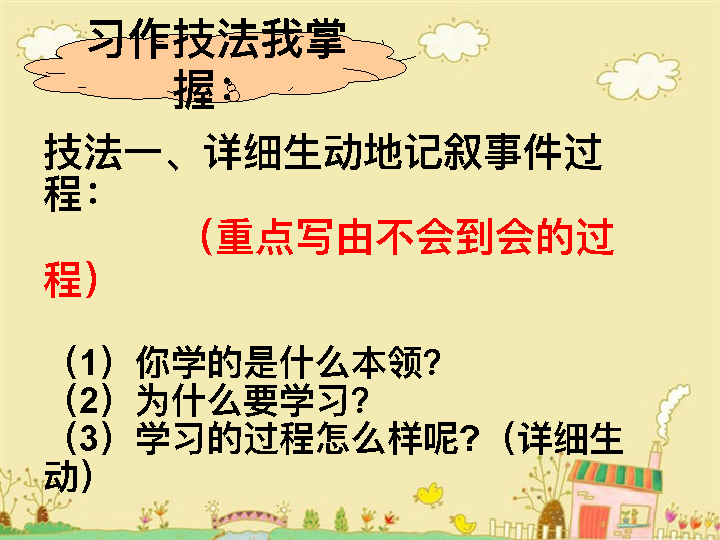 习作技法我掌
握：
技法一、详细生动地记叙事件过
程：
（重点写由不会到会的过
程）
（1）你学的是什么本领？
（2）为什么要学习？
（3）学习的过程怎么样呢？（详细生
动）